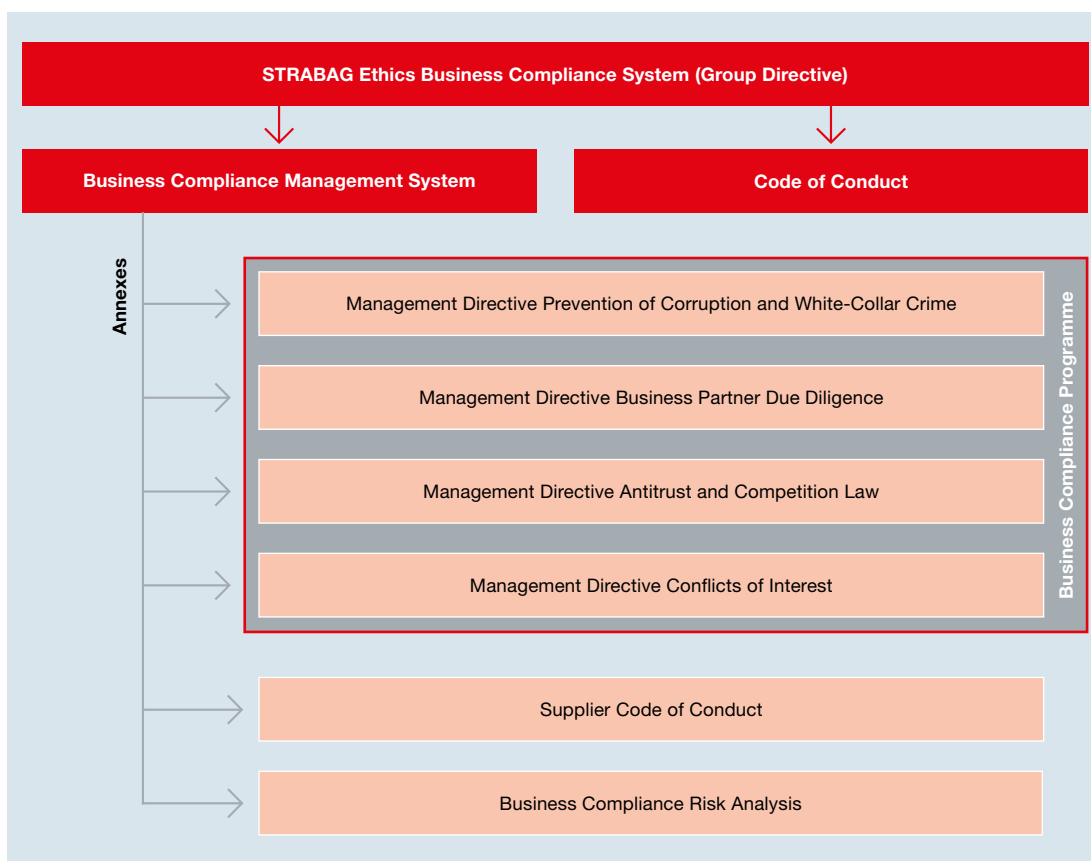 STRABAG Ethics Business Compliance System (Group Directive)
Business Compliance Management System
Code of Conduct
Annexes
Management Directive Prevention of Corruption and White-Collar Crime
Management Directive Business Partner Due Diligence
Management Directive Antitrust and Competition Law
Management Directive Conflicts of Interest
Business Compliance Programme
Supplier Code of Conduct
Business Compliance Risk Analysis